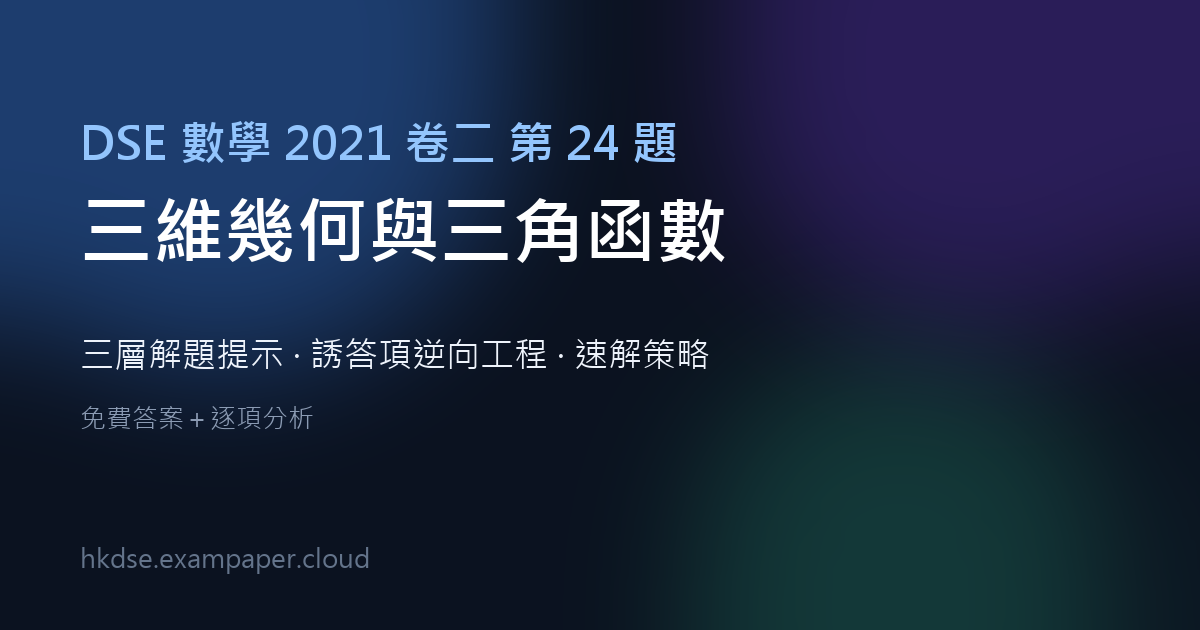 DSE 數學 2021 卷二 第 24 題
三維幾何與三角函數
三層解題提示 · 誘答項逆向工程 · 速解策略
免費答案 + 逐項分析
hkdse.exampaper.cloud